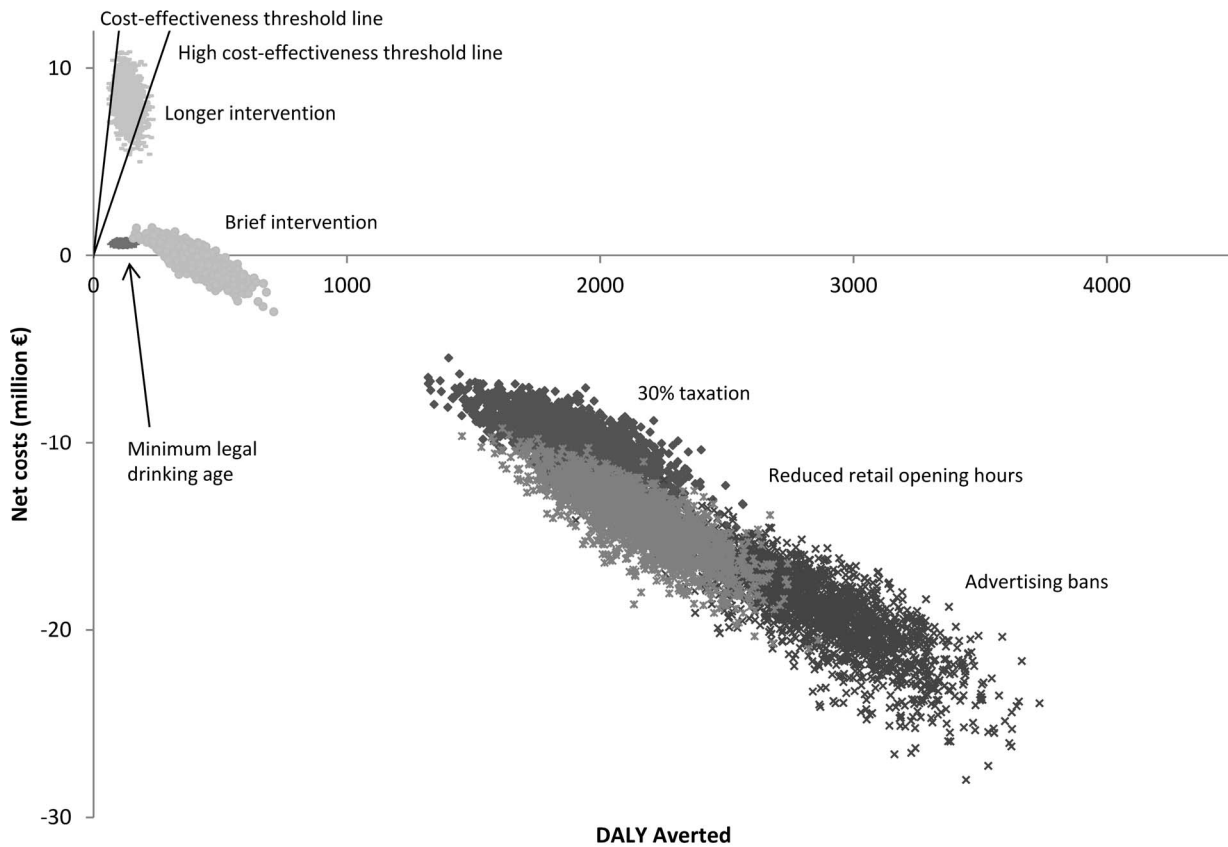 Cost-effectiveness threshold line
High cost-effectiveness threshold line
10
Longer intervention
Brief intervention
0
0
1000
2000
3000
4000
30% taxation
Minimum legal
drinking age
-10
Reduced retail opening hours
Advertising bans
-20
-30
Net costs (million €)
DALY Averted